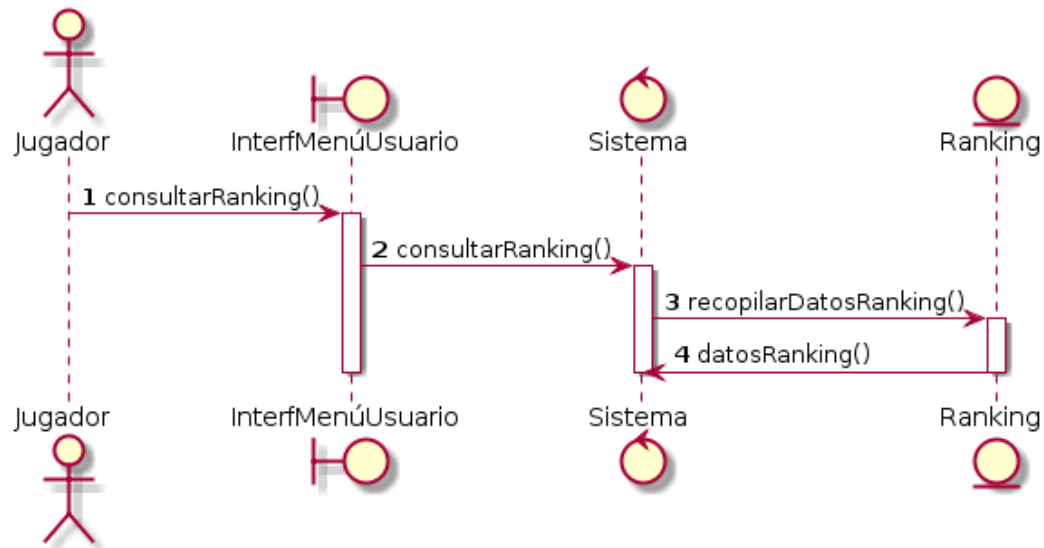 Jugador
InterfMenúUsuario
Sistema
Ranking
1 consultarRanking()
2 consultarRanking()
3 recopilarDatosRanking()
4 datosRanking()
Jugador
InterfMenúUsuario
Sistema
Ranking